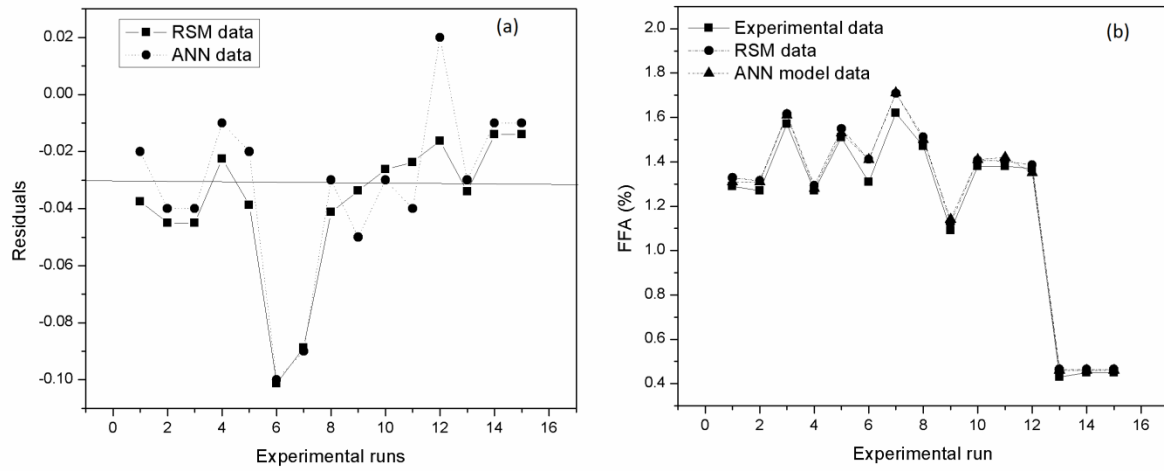 (a)
RSM data
ANN data
0.02
0.00
-0.02
-0.04
-0.06
-0.08
-0.10
Residuals
0 2 4 6 8 10 12 14 16
Experimental runs
(b)
Experimental data
RSM data
ANN model data
2.0
1.8
1.6
1.4
1.2
1.0
0.8
0.6
0.4
FFA (%)
0 2 4 6 8 10 12 14 16
Experimental run